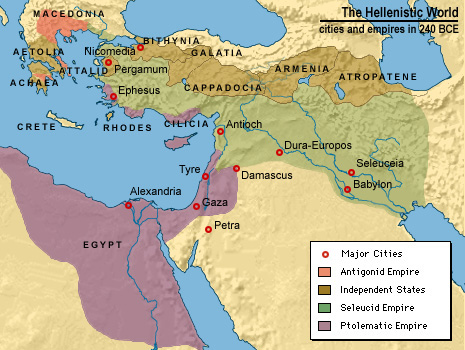 The Hellenistic World
cities and empires in 240 BCE
MACEDONIA
BITHYNIA
Nicomedia
GALATIA
AETOLIA
ATTALID
Pergamum
ARMENIA
ATROPATENE
ACHAEA
Ephesus
CAPPADOCIA
CRETE
RHODES
CILICIA
Antioch
Dura-Europos
Tyre
Damascus
Seleuceia
Babylon
Alexandria
Gaza
Petra
EGYPT
Major Cities
Antigonid Empire
Independent States
Seleucid Empire
Ptolematic Empire